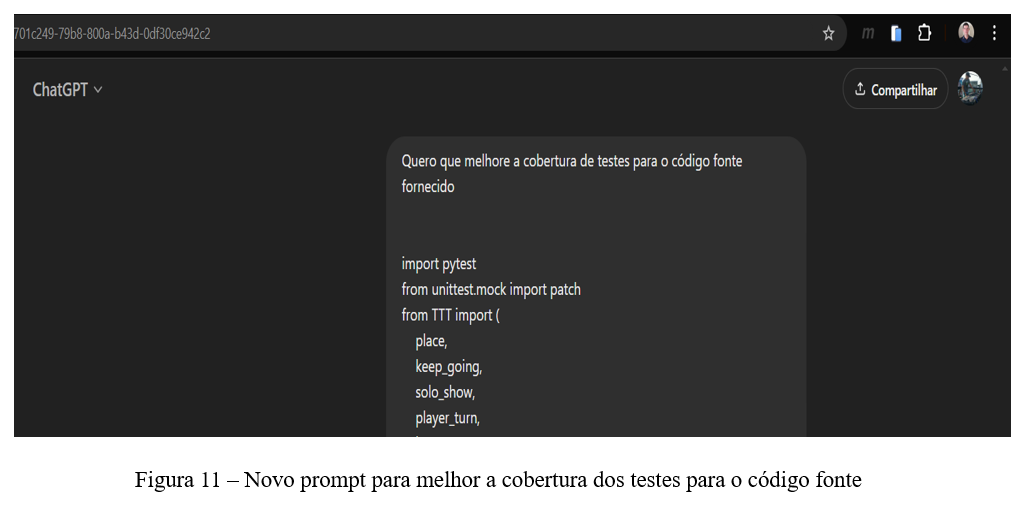 701c249-79b8-800a-b43d-0df30ce942c2
m
ChatGPT
Compartilhar
Quero que melhore a cobertura de testes para o código fonte
fornecido
import pytest
from unittest.mock import patch
from TTT import (
place,
keep_going,
solo_show,
player_turn,
Figura 11 – Novo prompt para melhor a cobertura dos testes para o código fonte